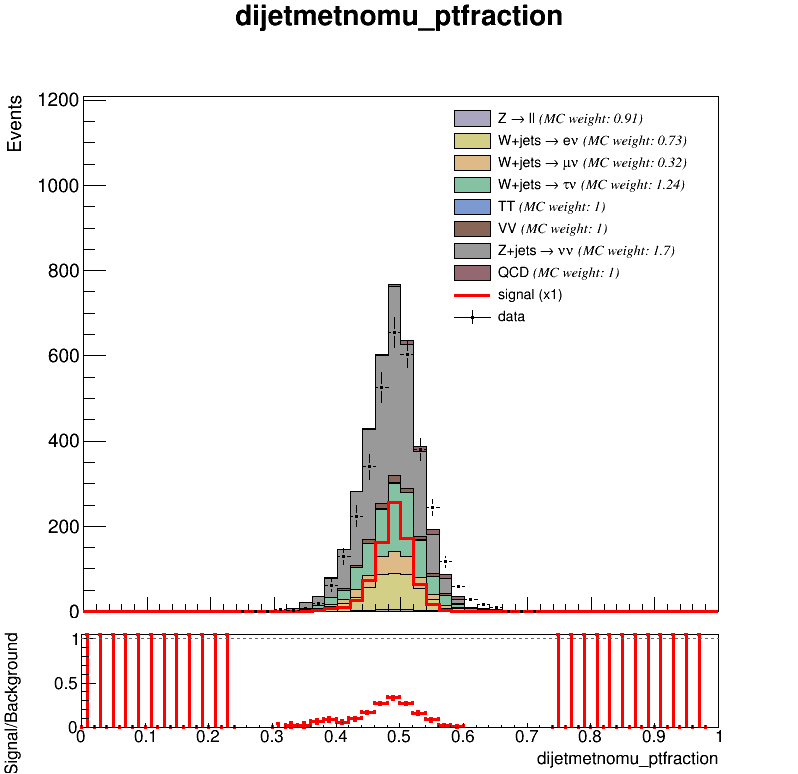 dijetmetnomu_ptfraction
Events
1200
1000
800
600
400
200
0
Z → ll (MC weight: 0.91)
W+jets → eν (MC weight: 0.73)
W+jets → μν (MC weight: 0.32)
W+jets → τν (MC weight: 1.24)
TT (MC weight: 1)
VV (MC weight: 1)
Z+jets → νν (MC weight: 1.7)
QCD (MC weight: 1)
signal (x1)
data
Signal/Background
1
0.5
0
0 0.1 0.2 0.3 0.4 0.5 0.6 0.7 0.8 0.9 1
dijetmetnomu_ptfraction